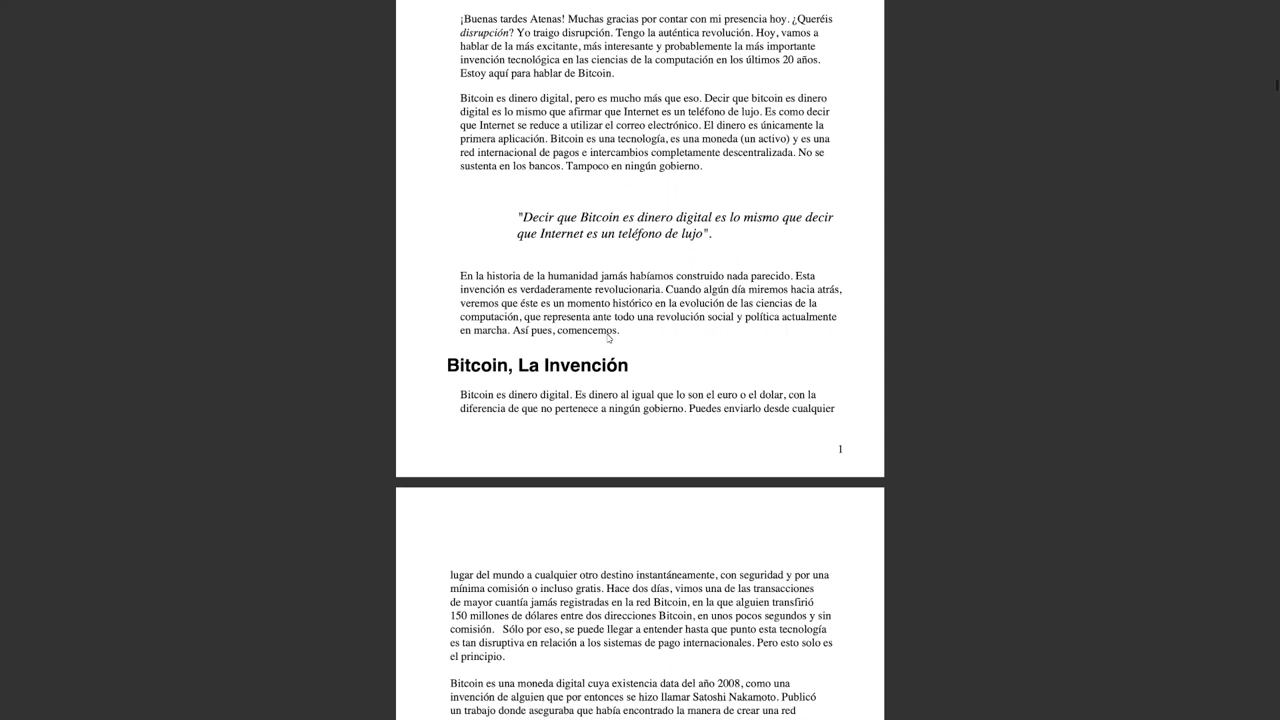 ¡Buenas tardes Atenas! Muchas gracias por contar con mi presencia hoy. ¿Queréis
disrupción? Yo traigo disrupción. Tengo la auténtica revolución. Hoy, vamos a
hablar de la más excitante, más interesante y probablemente la más importante
invención tecnológica en las ciencias de la computación en los últimos 20 años.
Estoy aquí para hablar de Bitcoin.
Bitcoin es dinero digital, pero es mucho más que eso. Decir que bitcoin es dinero
digital es lo mismo que afirmar que Internet es un teléfono de lujo. Es como decir
que Internet se reduce a utilizar el correo electrónico. El dinero es únicamente la
primera aplicación. Bitcoin es una tecnología, es una moneda (un activo) y es una
red internacional de pagos e intercambios completamente descentralizada. No se
sustenta en los bancos. Tampoco en ningún gobierno.
"Decir que Bitcoin es dinero digital es lo mismo que decir
que Internet es un teléfono de lujo".
En la historia de la humanidad jamás habíamos construido nada parecido. Esta
invención es verdaderamente revolucionaria. Cuando algún día miremos hacia atrás,
veremos que éste es un momento histórico en la evolución de las ciencias de la
computación, que representa ante todo una revolución social y política actualmente
en marcha. Así pues, comencemos.
Bitcoin, La Invención
Bitcoin es dinero digital. Es dinero al igual que lo son el euro o el dolar, con la
diferencia de que no pertenece a ningún gobierno. Puedes enviarlo desde cualquier
1
lugar del mundo a cualquier otro destino instantáneamente, con seguridad y por una
mínima comisión o incluso gratis. Hace dos días, vimos una de las transacciones
de mayor cuantía jamás registradas en la red Bitcoin, en la que alguien transfirió
150 millones de dólares entre dos direcciones Bitcoin, en unos pocos segundos y sin
comisión. Sólo por eso, se puede llegar a entender hasta que punto esta tecnología
es tan disruptiva en relación a los sistemas de pago internacionales. Pero esto solo es
el principio.
Bitcoin es una moneda digital cuya existencia data del año 2008, como una
invención de alguien que por entonces se hizo llamar Satoshi Nakamoto. Publicó
un trabajo donde aseguraba que había encontrado la manera de crear una red